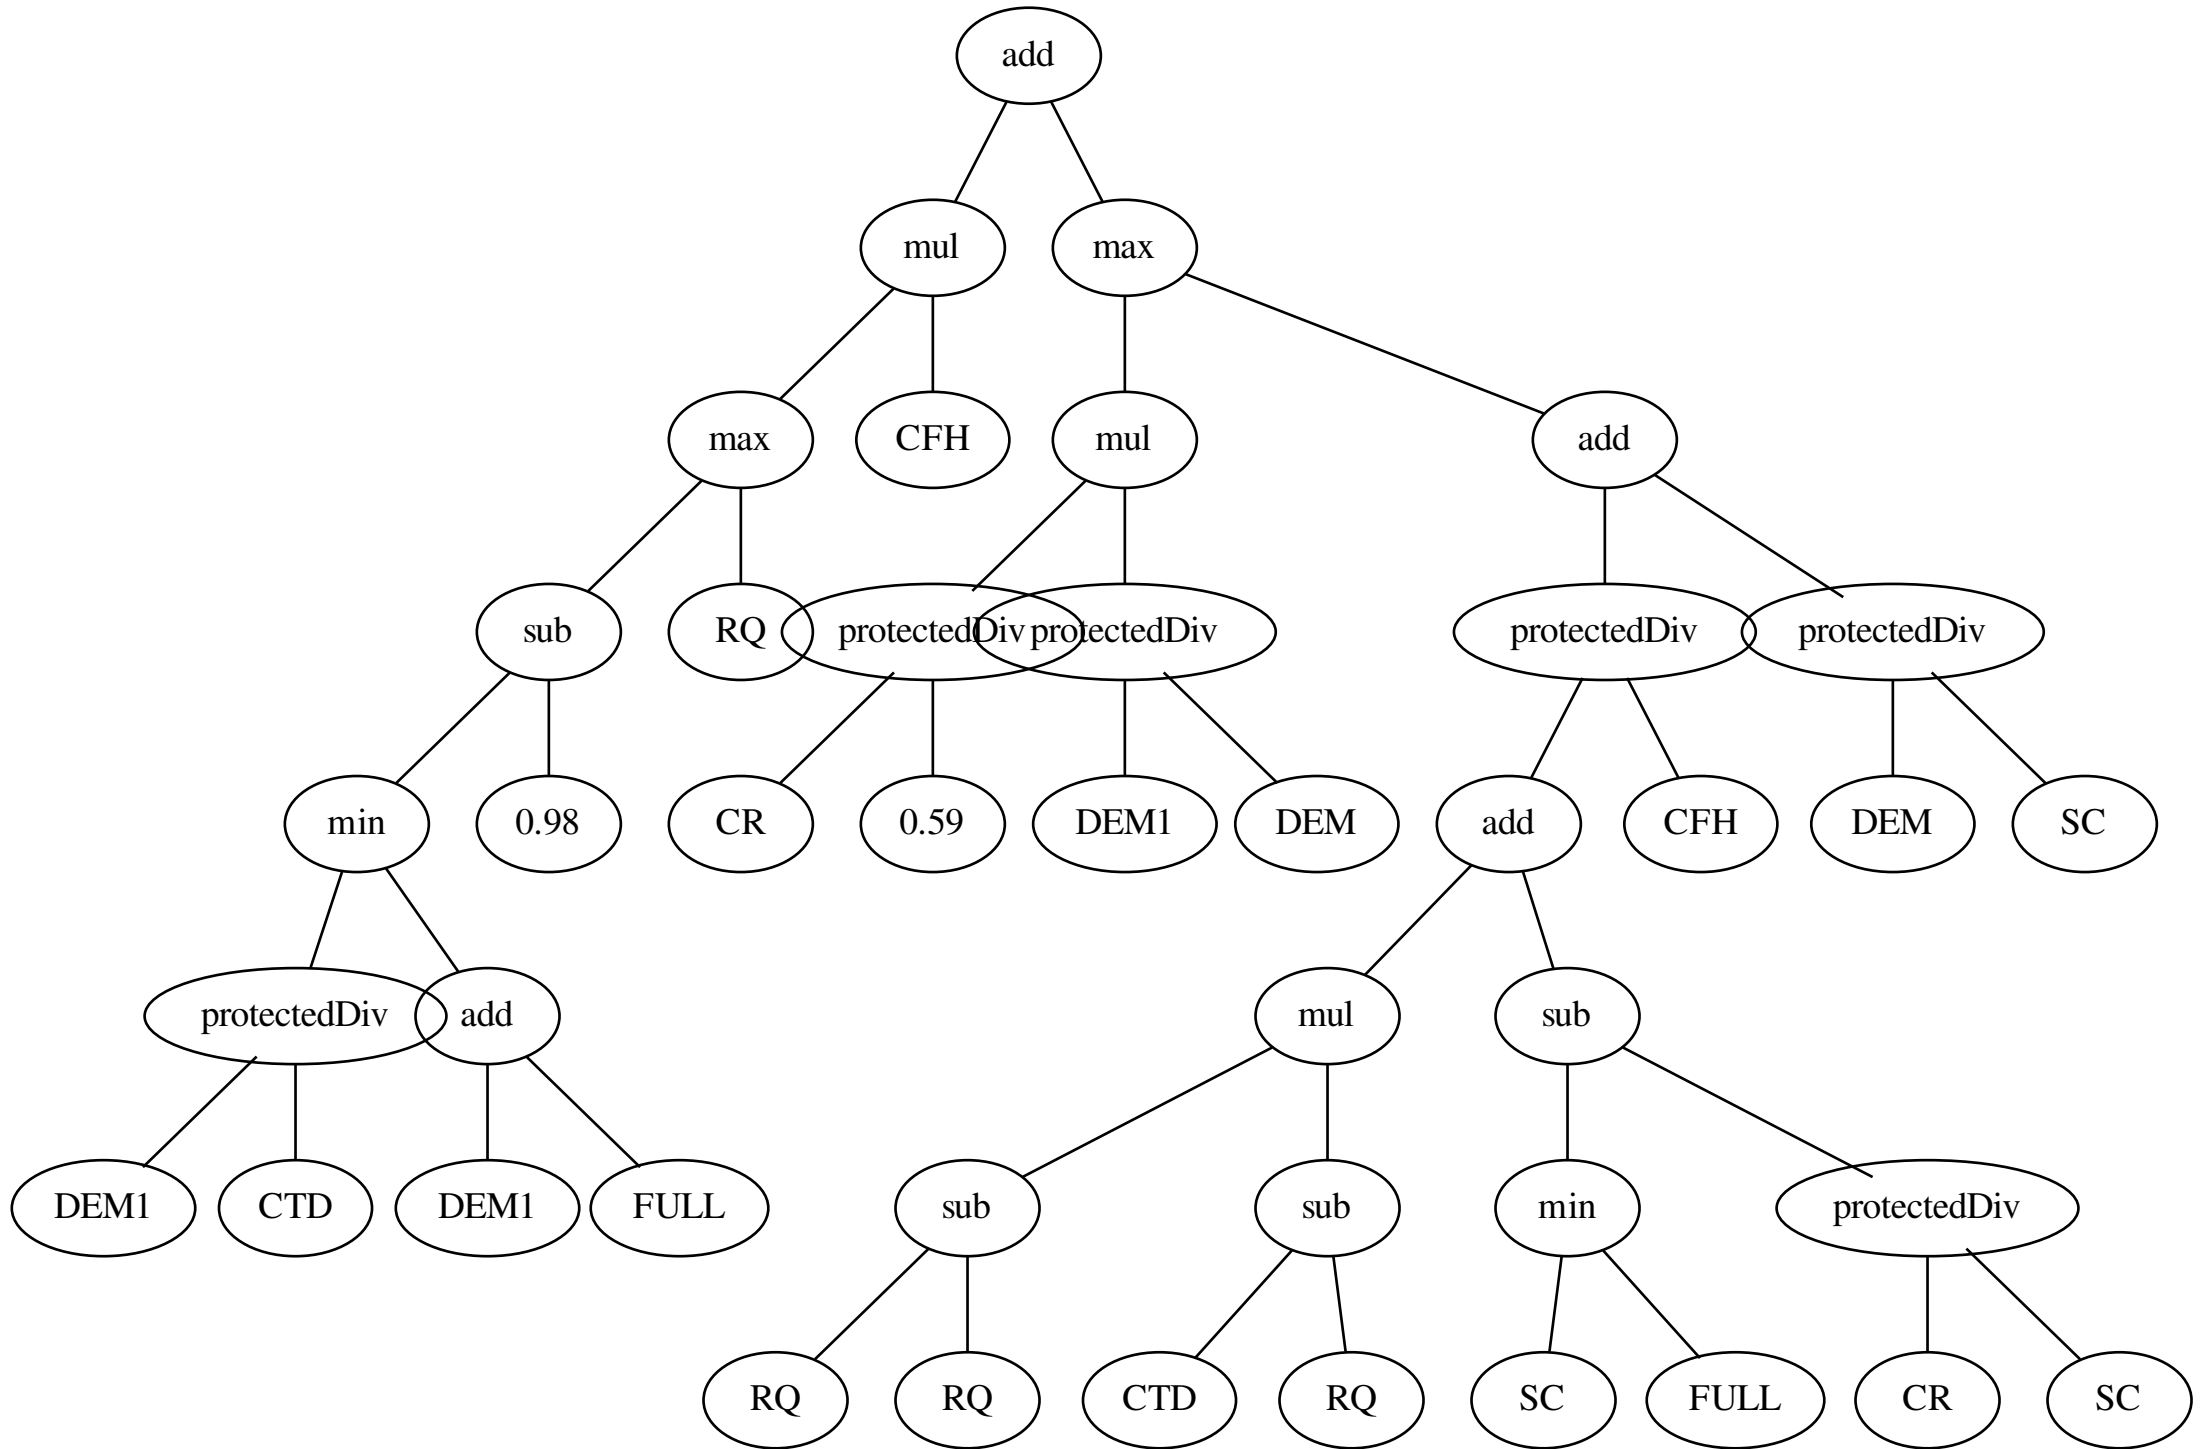 add
mul max
max CFH mul add
sub RQ protectedDiv protectedDiv protectedDiv protectedDiv
min 0.98 CR 0.59 DEM1 DEM add CFH DEM SC
protectedDiv add mul sub
DEM1 CTD DEM1 FULL sub sub min protectedDiv
RQ RQ CTD RQ SC FULL CR SC